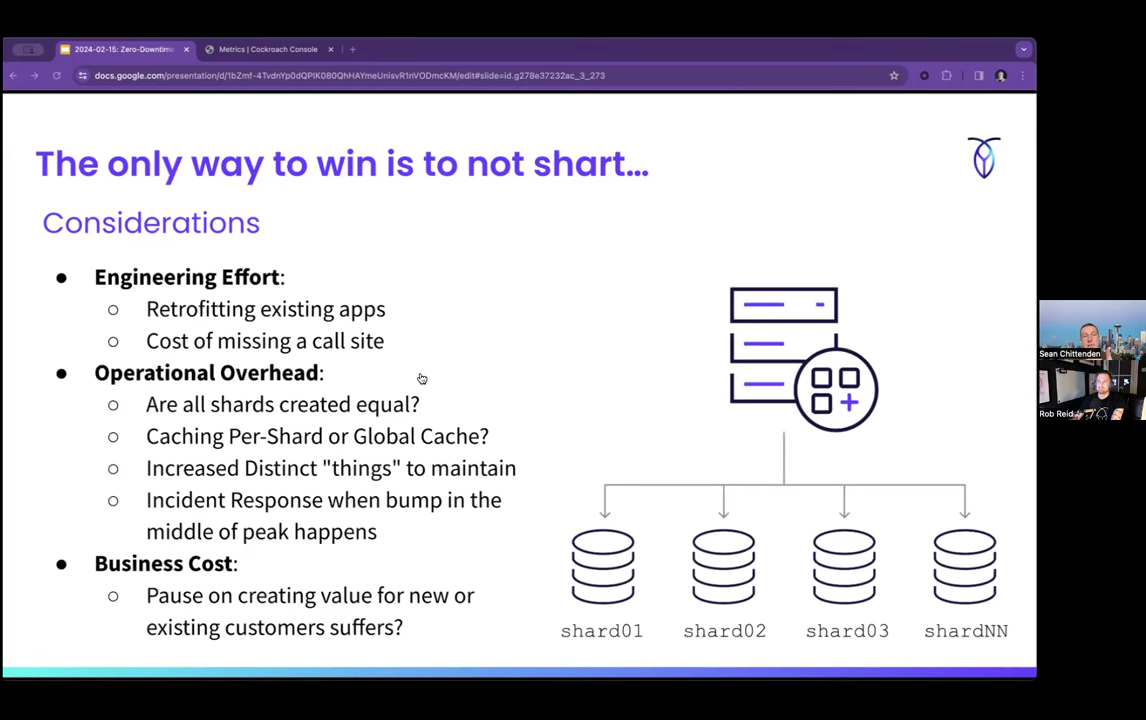 2024-02-15: Zero-Downtime
Metrics | Cockroach Console
docs.google.com/presentation/d/1bZmf-4TvdnYp0dQPIK080QhHAYmeUnisvR1nVODmcKM/edit#slide=id.g278e37232ac_3_273
The only way to win is to not shart...
Considerations
● Engineering Effort:
○ Retrofitting existing apps
○ Cost of missing a call site
● Operational Overhead:
○ Are all shards created equal?
○ Caching Per-Shard or Global Cache?
○ Increased Distinct "things" to maintain
○ Incident Response when bump in the
middle of peak happens
● Business Cost:
○ Pause on creating value for new or
existing customers suffers?
shard01 shard02 shard03 shardNN
Sean Chittenden
Rob Reid